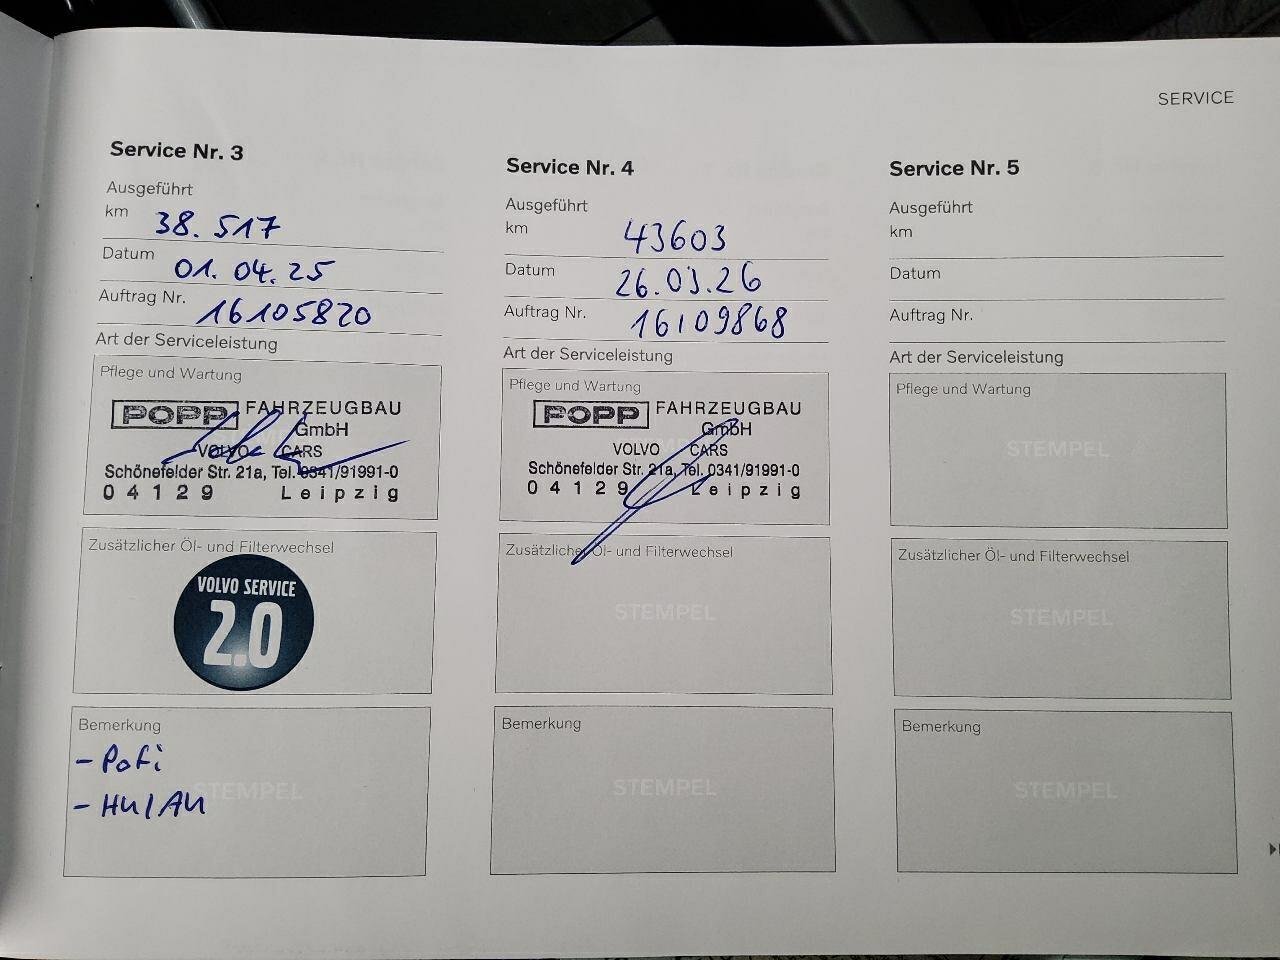 SERVICE
Service Nr. 3
Ausgeführt
km 38. 517
Datum 01. 04. 25
Auftrag Nr. 16105820
Art der Serviceleistung
Pflege und Wartung
STEMPEL
POPP FAHRZEUGBAU
GmbH
VOLVO CARS
Schönefelder Str. 21a, Tel. 0341/91991-0
04129 Leipzig
Zusätzlicher Öl- und Filterwechsel
VOLVO SERVICE
2.0
Bemerkung
- Pofi
- HU/AU
STEMPEL
Service Nr. 4
Ausgeführt
km 43603
Datum 26.03.26
Auftrag Nr. 16109868
Art der Serviceleistung
Pflege und Wartung
POPP FAHRZEUGBAU
GmbH
VOLVO CARS
Schönefelder Str. 21a, Tel. 0341/91991-0
04129 Leipzig
Zusätzlicher Öl- und Filterwechsel
STEMPEL
Bemerkung
STEMPEL
Service Nr. 5
Ausgeführt
km
Datum
Auftrag Nr.
Art der Serviceleistung
Pflege und Wartung
STEMPEL
Zusätzlicher Öl- und Filterwechsel
STEMPEL
Bemerkung
STEMPEL